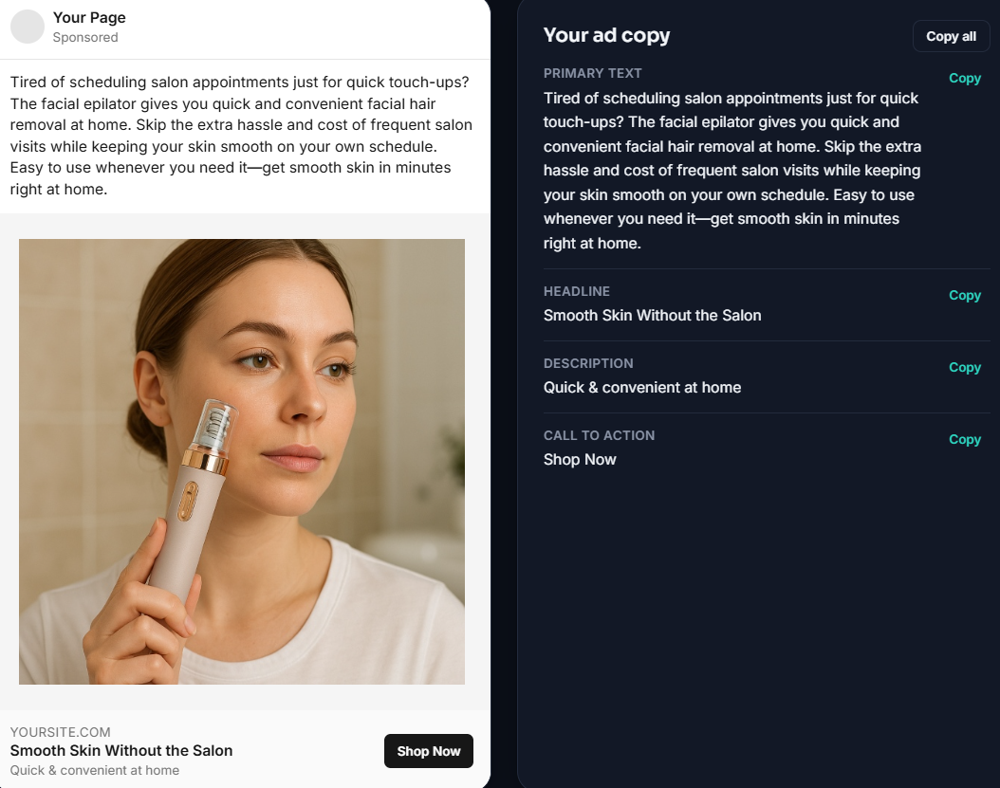 Your Page
Sponsored
Tired of scheduling salon appointments just for quick touch-ups?
The facial epilator gives you quick and convenient facial hair
removal at home. Skip the extra hassle and cost of frequent salon
visits while keeping your skin smooth on your own schedule.
Easy to use whenever you need it—get smooth skin in minutes
right at home.
YOURSITE.COM
Smooth Skin Without the Salon
Quick & convenient at home
Shop Now
Your ad copy
Copy all
PRIMARY TEXT
Copy
Tired of scheduling salon appointments just for quick
touch-ups? The facial epilator gives you quick and
convenient facial hair removal at home. Skip the extra
hassle and cost of frequent salon visits while keeping
your skin smooth on your own schedule. Easy to use
whenever you need it—get smooth skin in minutes
right at home.
HEADLINE
Copy
Smooth Skin Without the Salon
DESCRIPTION
Copy
Quick & convenient at home
CALL TO ACTION
Copy
Shop Now